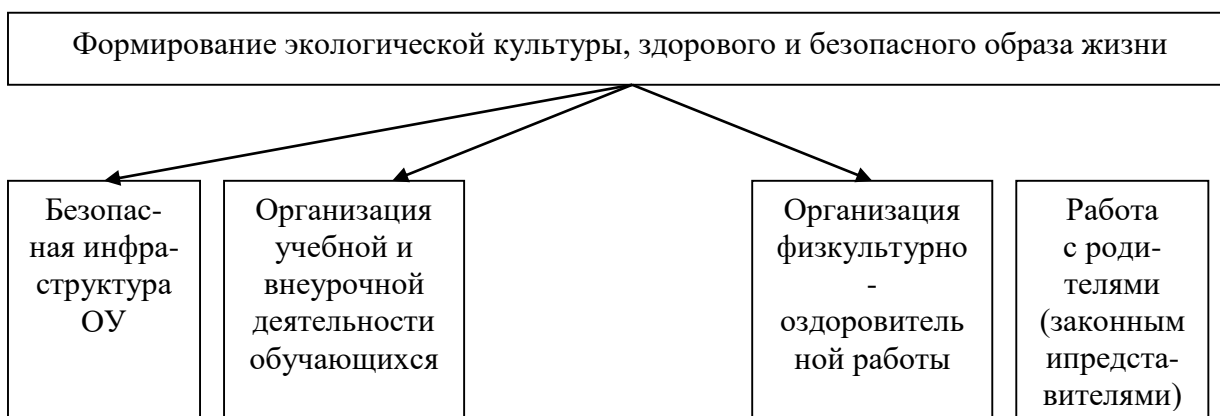 Формирование экологической культуры, здорового и безопасного образа жизни
Безопас-
ная инфра-
структура
ОУ
Организация
учебной и
внеурочной
деятельности
обучающихся
Организация
физкультурно
-
оздоровитель
ной работы
Работа
с роди-
телями
(законным
ипредста-
вителями)